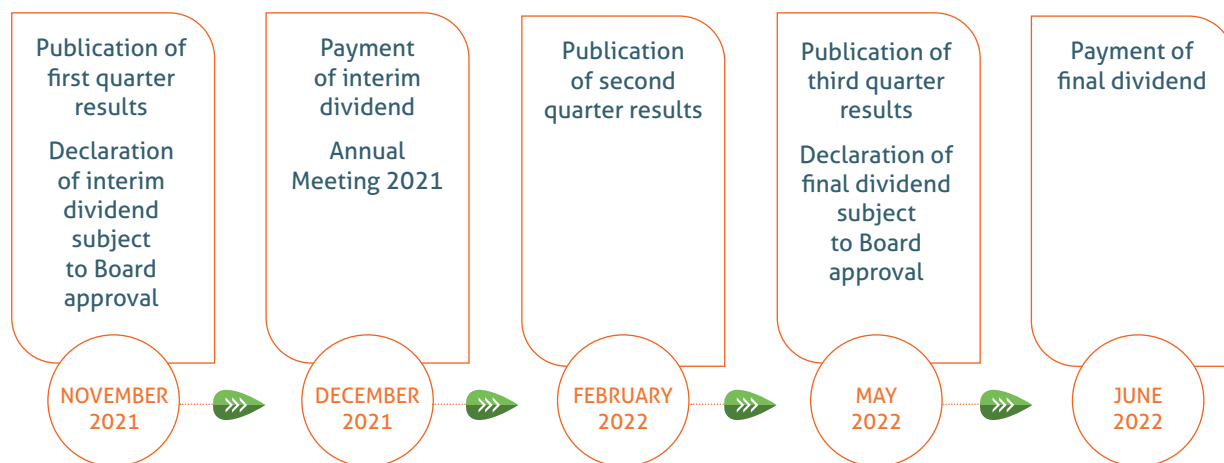 Publication of
first quarter
results
Declaration
of interim
dividend
subject
to Board
approval
NOVEMBER
2021
Payment
of interim
dividend
Annual
Meeting 2021
DECEMBER
2021
Publication
of second
quarter results
FEBRUARY
2022
Publication of
third quarter
results
Declaration of
final dividend
subject
to Board
approval
MAY
2022
Payment of
final dividend
JUNE
2022